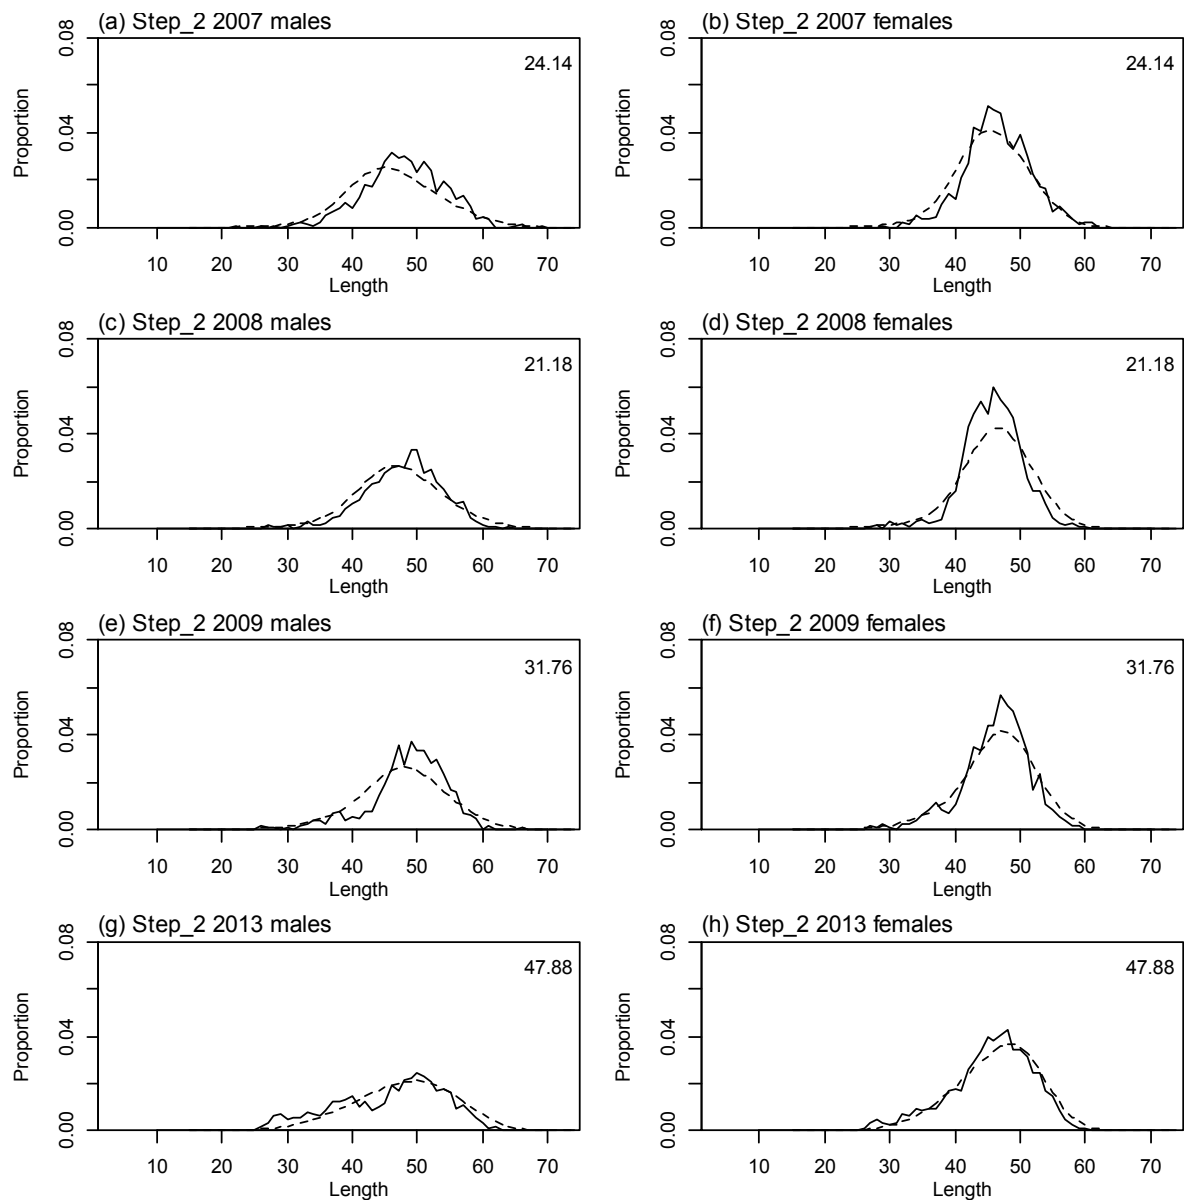 (a) Step_2 2007 males
0.08
24.14
Proportion
0.04
0.00
10 20 30 40 50 60 70
Length
(b) Step_2 2007 females
0.08
24.14
Proportion
0.04
0.00
10 20 30 40 50 60 70
Length
(c) Step_2 2008 males
0.08
21.18
Proportion
0.04
0.00
10 20 30 40 50 60 70
Length
(d) Step_2 2008 females
0.08
21.18
Proportion
0.04
0.00
10 20 30 40 50 60 70
Length
(e) Step_2 2009 males
0.08
31.76
Proportion
0.04
0.00
10 20 30 40 50 60 70
Length
(f) Step_2 2009 females
0.08
31.76
Proportion
0.04
0.00
10 20 30 40 50 60 70
Length
(g) Step_2 2013 males
0.08
47.88
Proportion
0.04
0.00
10 20 30 40 50 60 70
Length
(h) Step_2 2013 females
0.08
47.88
Proportion
0.04
0.00
10 20 30 40 50 60 70
Length